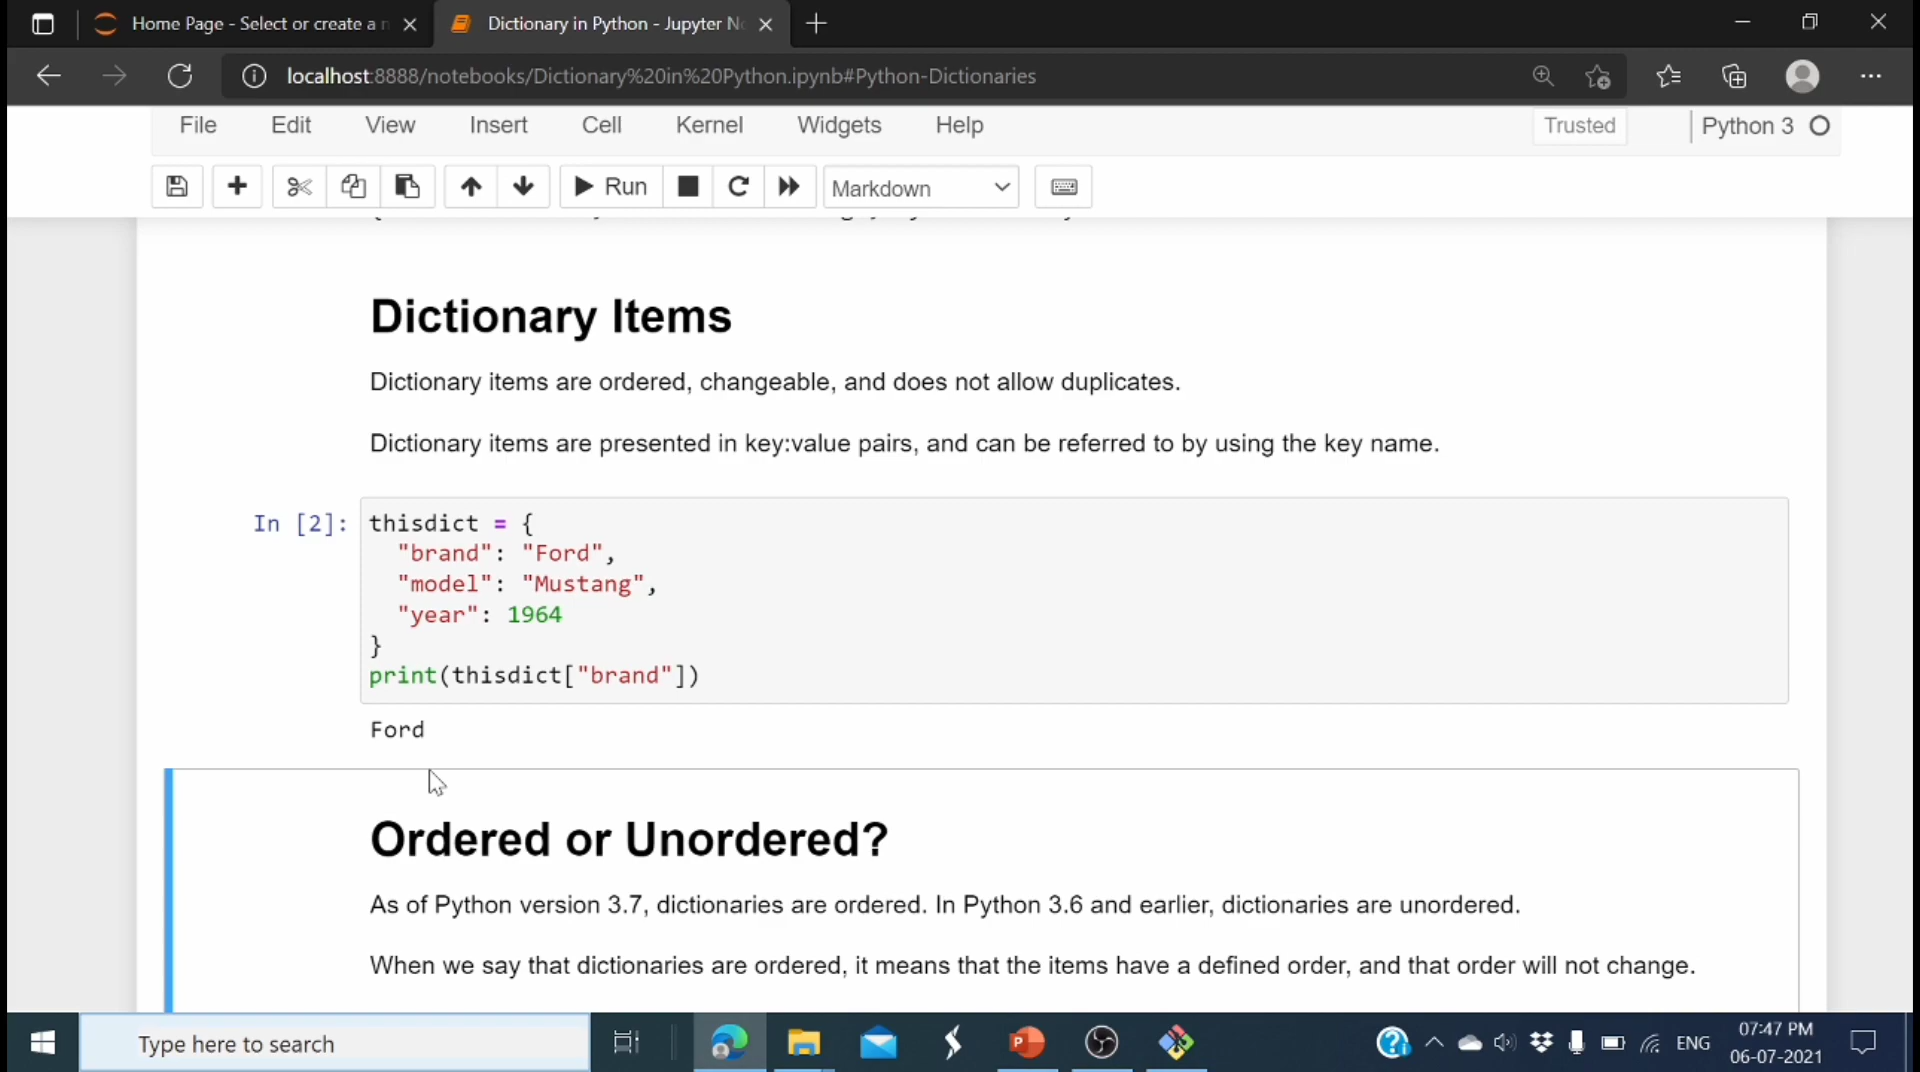 Home Page - Select or create a n
Dictionary in Python - Jupyter No
localhost:8888/notebooks/Dictionary%20in%20Python.ipynb#Python-Dictionaries
File Edit View Insert Cell Kernel Widgets Help Trusted Python 3
Run Markdown
Dictionary Items
Dictionary items are ordered, changeable, and does not allow duplicates.
Dictionary items are presented in key:value pairs, and can be referred to by using the key name.
In [2]: thisdict = {
"brand": "Ford",
"model": "Mustang",
"year": 1964
}
print(thisdict["brand"])
Ford
Ordered or Unordered?
As of Python version 3.7, dictionaries are ordered. In Python 3.6 and earlier, dictionaries are unordered.
When we say that dictionaries are ordered, it means that the items have a defined order, and that order will not change.
Type here to search
ENG
07:47 PM
06-07-2021